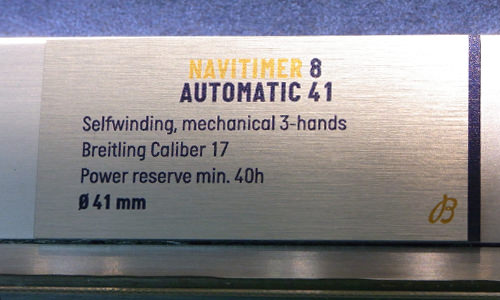 NAVITIMER 8
AUTOMATIC 41
Selfwinding, mechanical 3-hands
Breitling Caliber 17
Power reserve min. 40h
Ø 41 mm
B